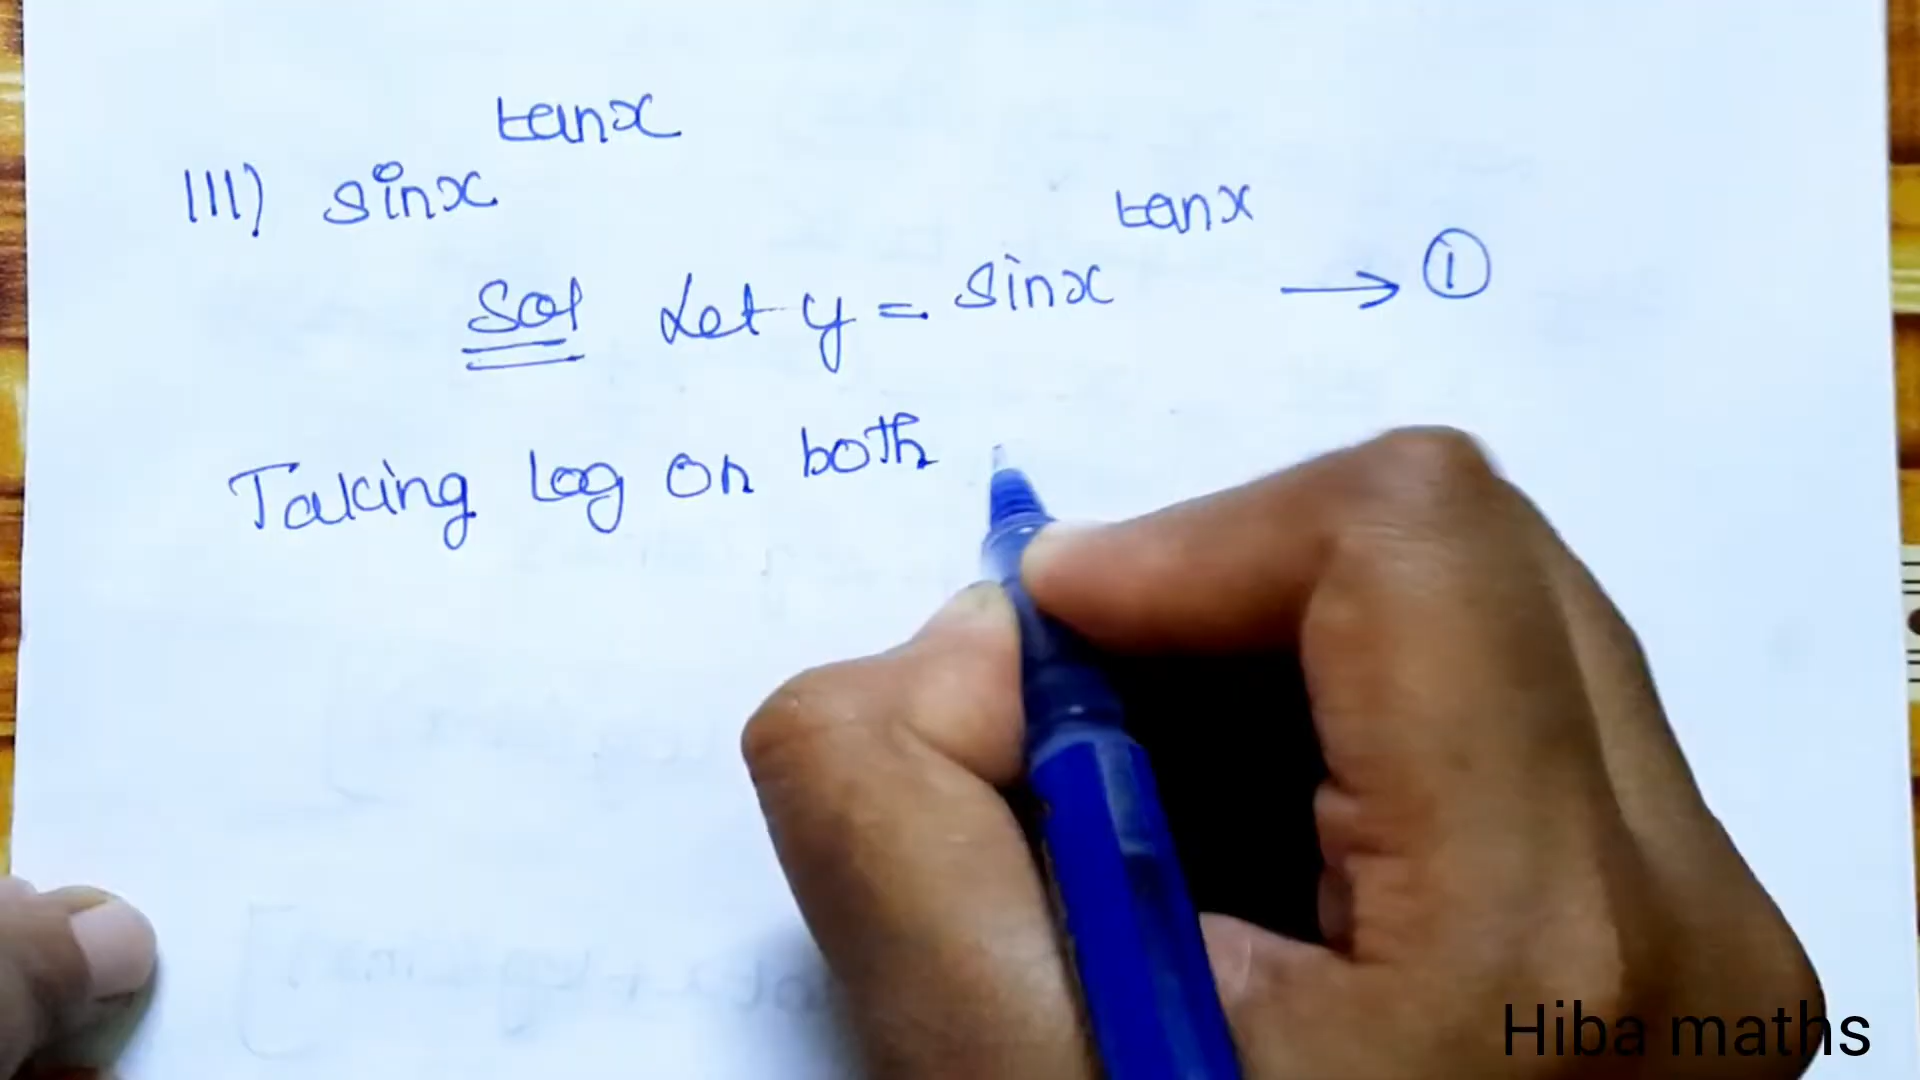 tanx
III) sinx
tanx
Sol Let y = sinx → ①
Taking log on both
Hiba maths